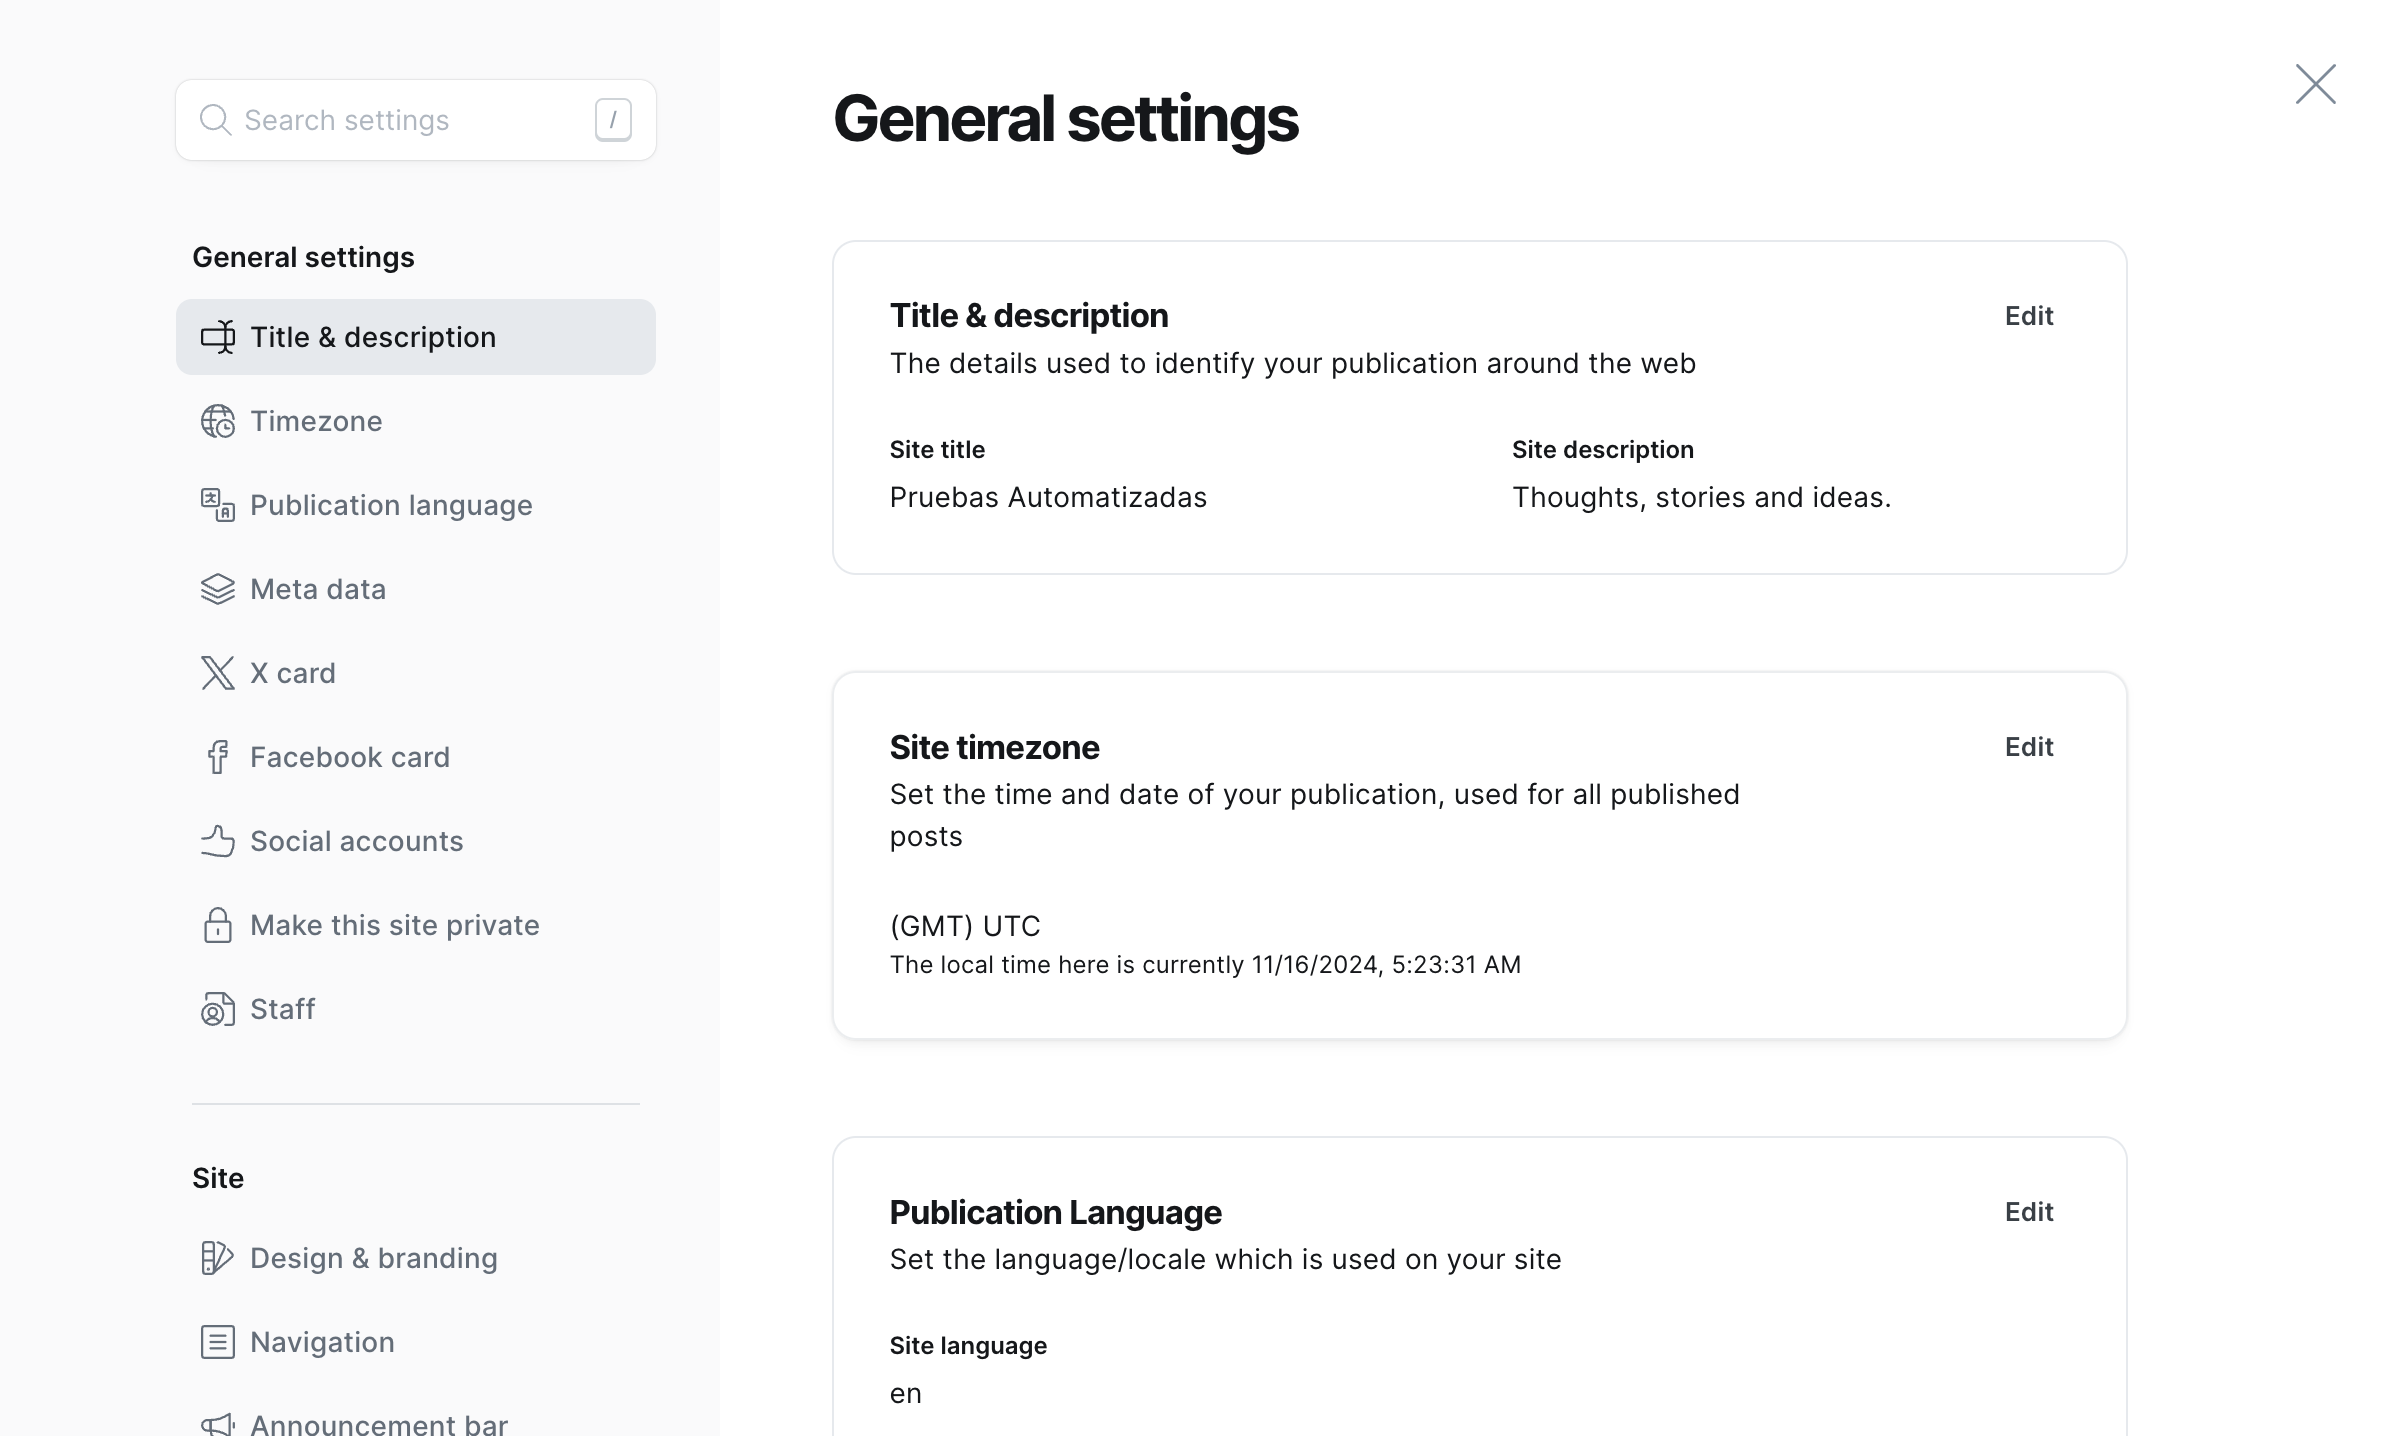 Search settings
/
General settings
Title & description
Timezone
Publication language
Meta data
X card
Facebook card
Social accounts
Make this site private
Staff
Site
Design & branding
Navigation
Announcement bar
General settings
Title & description
Edit
The details used to identify your publication around the web
Site title
Site description
Pruebas Automatizadas
Thoughts, stories and ideas.
Site timezone
Edit
Set the time and date of your publication, used for all published
posts
(GMT) UTC
The local time here is currently 11/16/2024, 5:23:31 AM
Publication Language
Edit
Set the language/locale which is used on your site
Site language
en